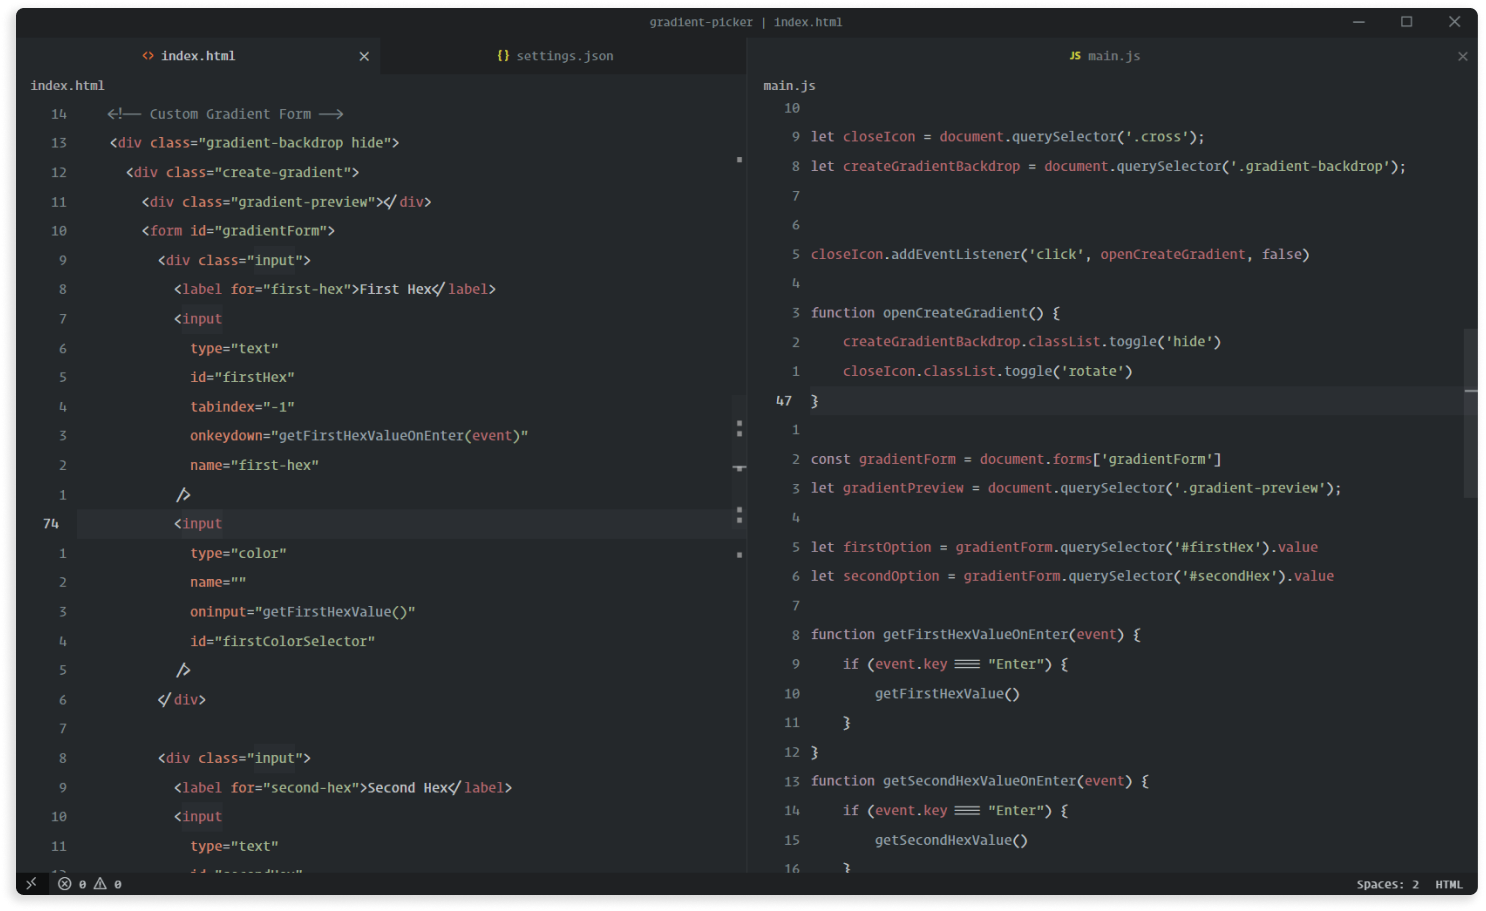 gradient-picker | index.html
<> index.html
{} settings.json
JS main.js
index.html
14 <!-- Custom Gradient Form -->
13 <div class="gradient-backdrop hide">
12 <div class="create-gradient">
11 <div class="gradient-preview"></div>
10 <form id="gradientForm">
9 <div class="input">
8 <label for="first-hex">First Hex</label>
7 <input
6 type="text"
5 id="firstHex"
4 tabindex="-1"
3 onkeydown="getFirstHexValueOnEnter(event)"
2 name="first-hex"
1 />
74 <input
1 type="color"
2 name=""
3 oninput="getFirstHexValue()"
4 id="firstColorSelector"
5 />
6 </div>
7
8 <div class="input">
9 <label for="second-hex">Second Hex</label>
10 <input
11 type="text"
12 id="secondHex"
main.js
10
9 let closeIcon = document.querySelector('.cross');
8 let createGradientBackdrop = document.querySelector('.gradient-backdrop');
7
6
5 closeIcon.addEventListener('click', openCreateGradient, false)
4
3 function openCreateGradient() {
2 createGradientBackdrop.classList.toggle('hide')
1 closeIcon.classList.toggle('rotate')
47 }
1
2 const gradientForm = document.forms['gradientForm']
3 let gradientPreview = document.querySelector('.gradient-preview');
4
5 let firstOption = gradientForm.querySelector('#firstHex').value
6 let secondOption = gradientForm.querySelector('#secondHex').value
7
8 function getFirstHexValueOnEnter(event) {
9 if (event.key === "Enter") {
10 getFirstHexValue()
11 }
12 }
13 function getSecondHexValueOnEnter(event) {
14 if (event.key === "Enter") {
15 getSecondHexValue()
16 }
0 0
Spaces: 2 HTML